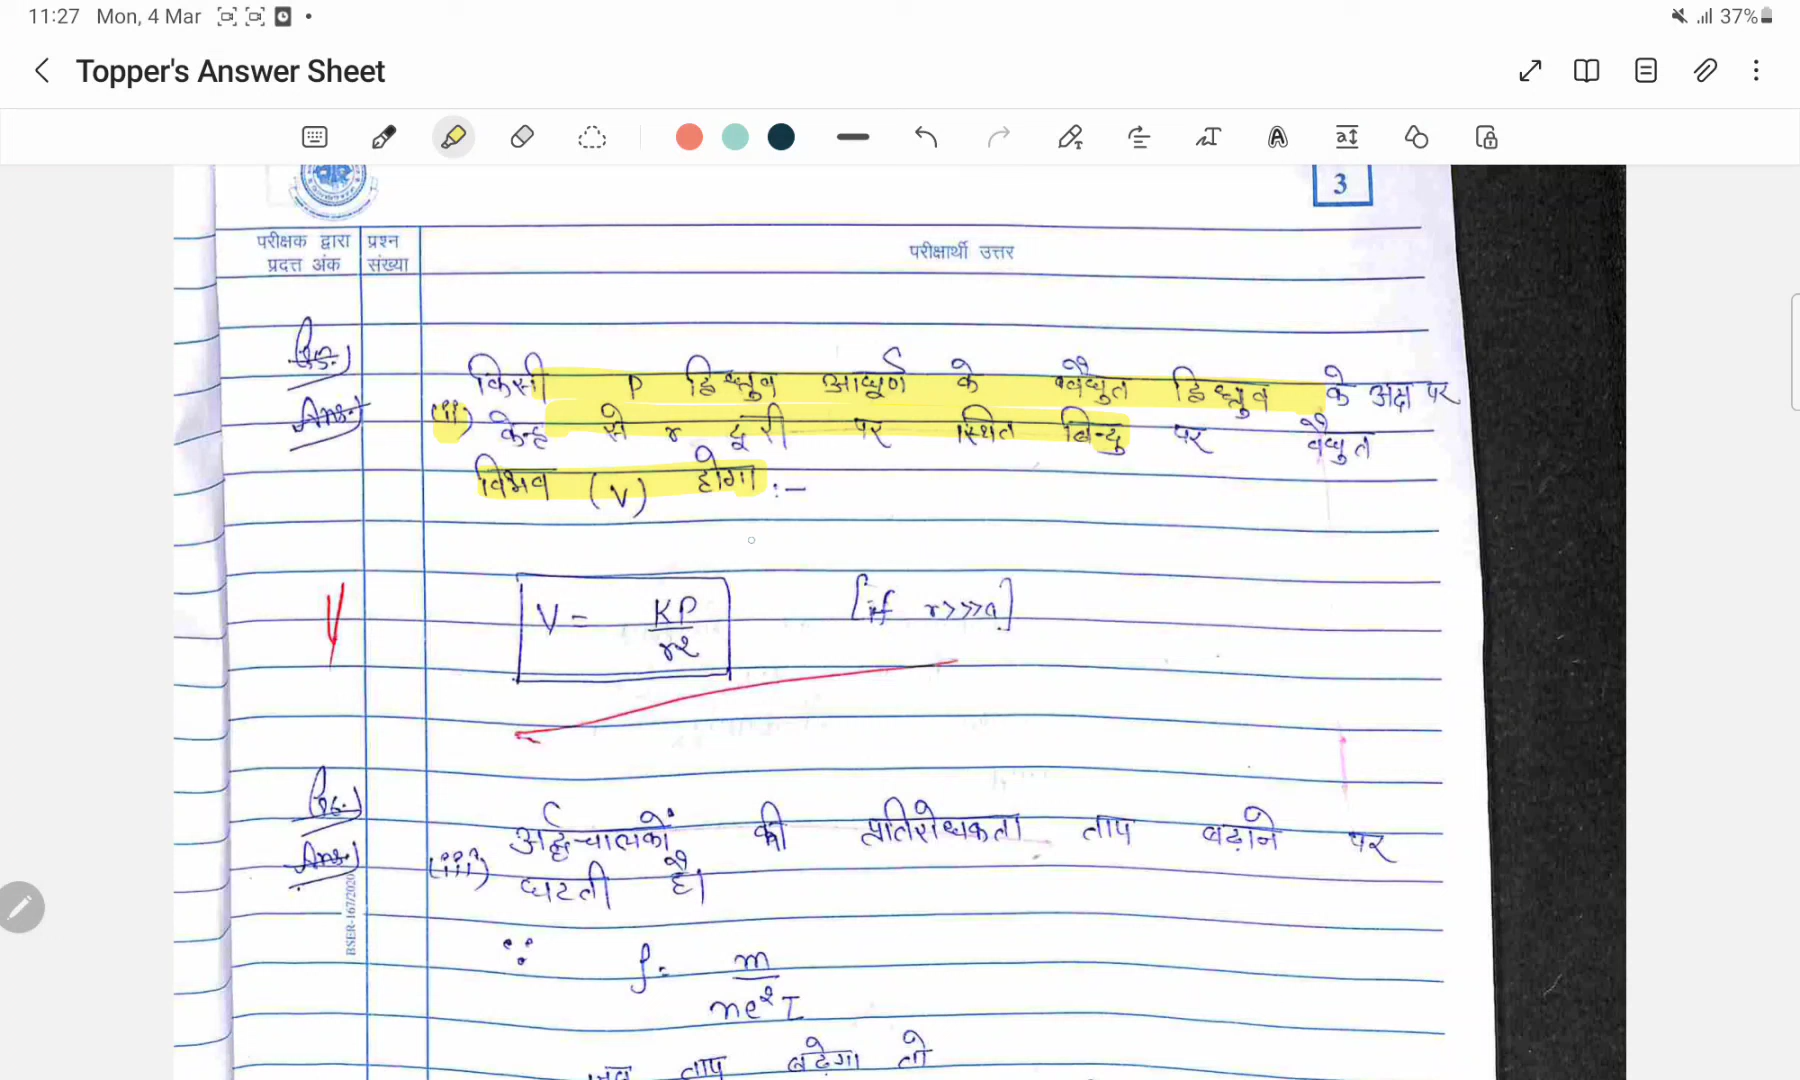 11:27 Mon, 4 Mar
37%
Topper's Answer Sheet
3
परीक्षक द्वारा प्रदत्त अंक
प्रश्न संख्या
परीक्षार्थी उत्तर
किसी P द्विध्रुव आघूर्ण के वैधुत द्विध्रुव के अक्ष पर
Ans.) (ii) केन्द्र से r दूरी पर स्थित बिन्दु पर वैधुत
विभव (V) होगा :-
V = KP/r2 [if r>>>a]
अर्द्धचालकों की प्रतिरोधकता ताप बढ़ाने पर
Ans.) (iii) घटती है।
∵ ρ = m/ne²τ
ताप बढ़ेगा तो
BSER-167/2020